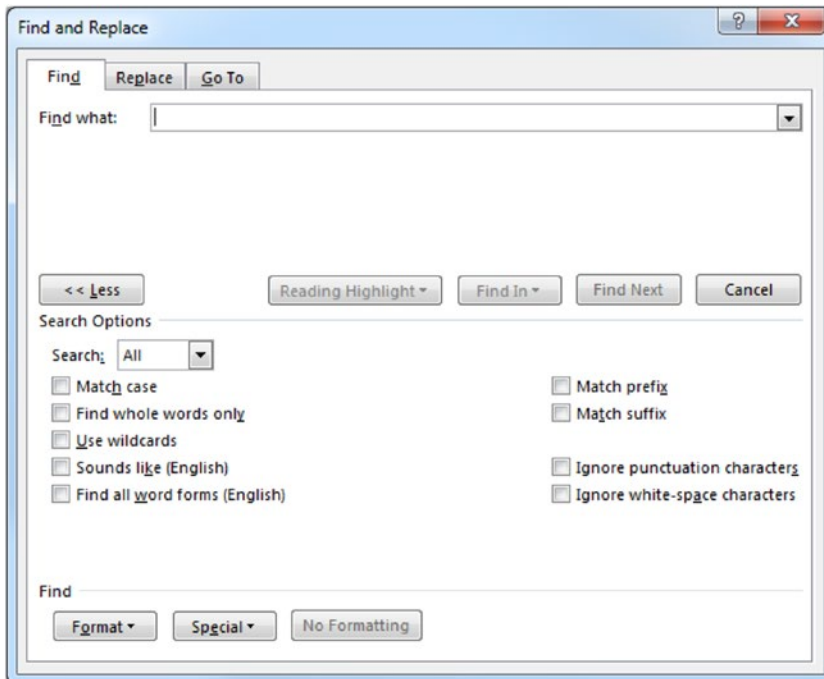 Find and Replace
Find Replace Go To
Find what:
<< Less Reading Highlight Find In Find Next Cancel
Search Options
Search: All
Match case Match prefix
Find whole words only Match suffix
Use wildcards
Sounds like (English) Ignore punctuation characters
Find all word forms (English) Ignore white-space characters
Find
Format Special No Formatting